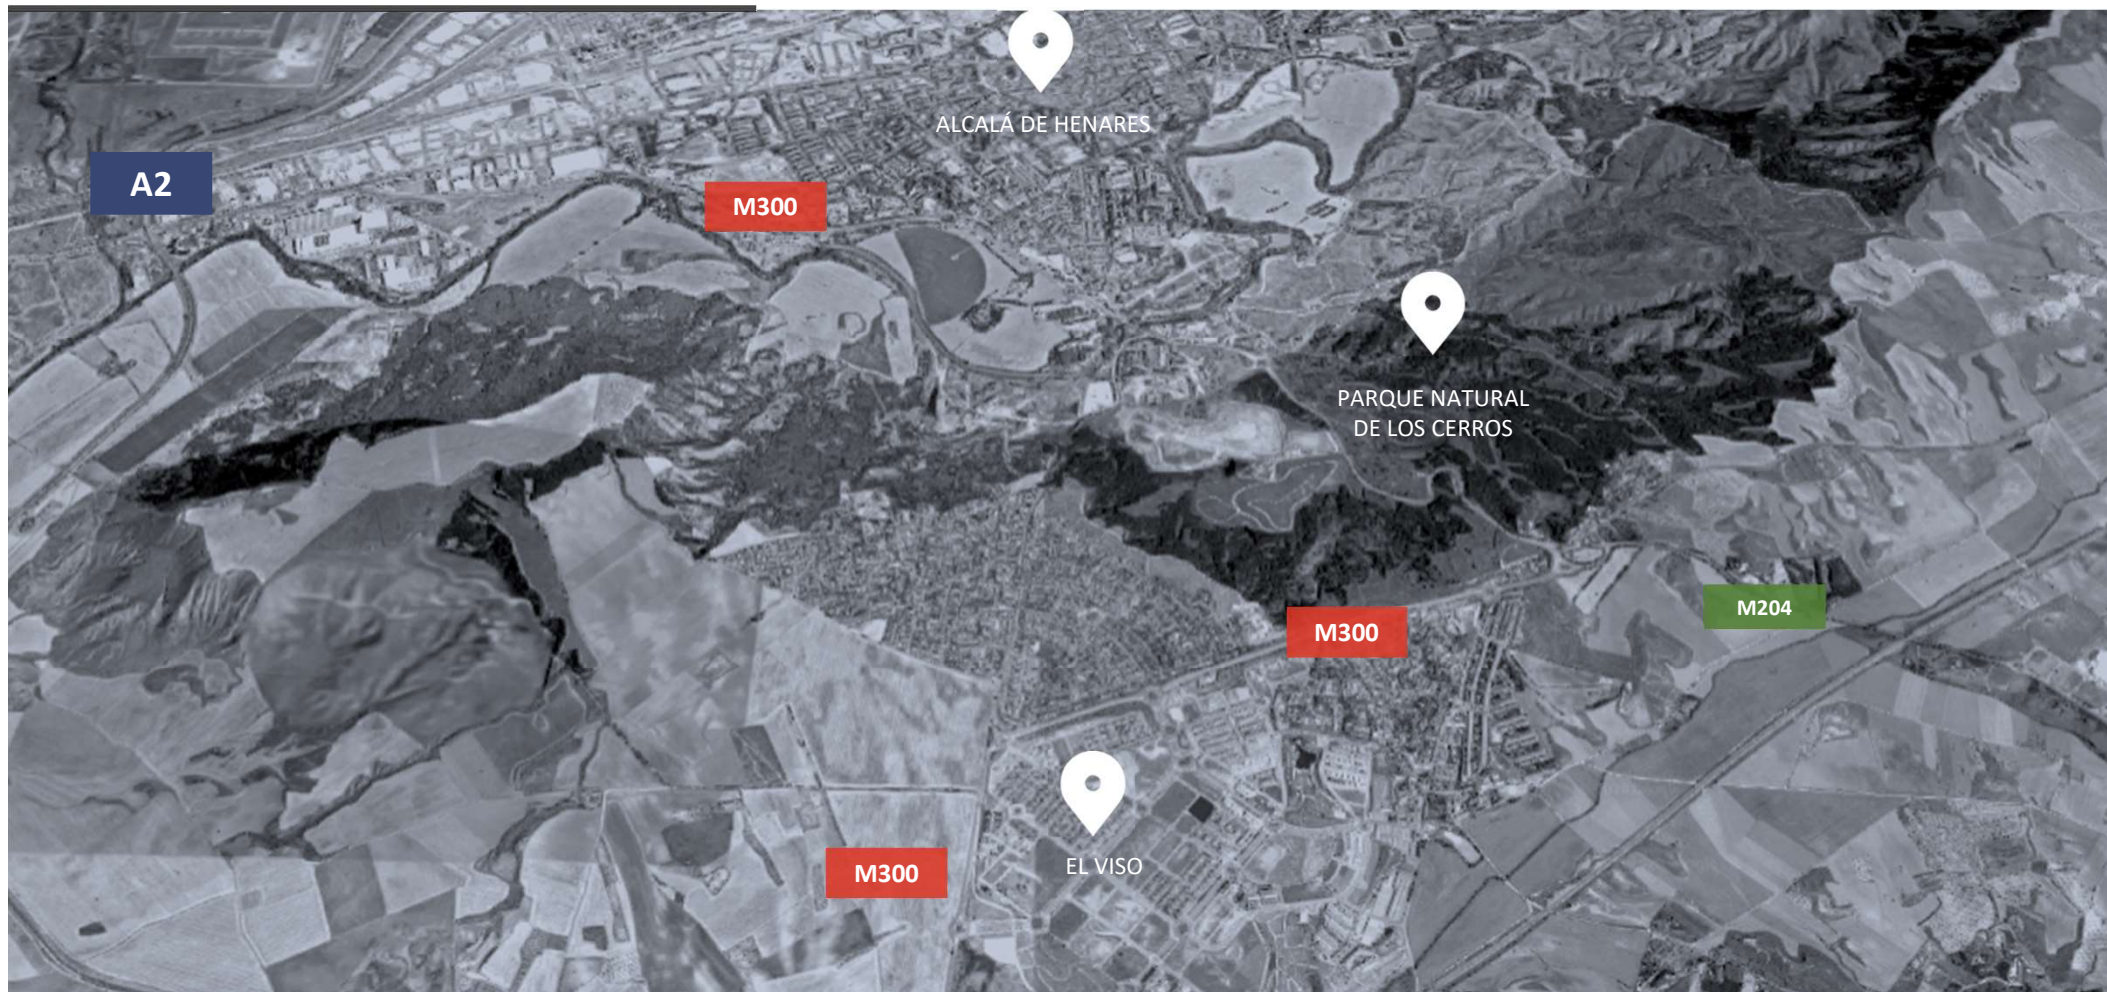 ALCALÁ DE HENARES
A2
M300
PARQUE NATURAL
DE LOS CERROS
M204
M300
EL VISO
M300